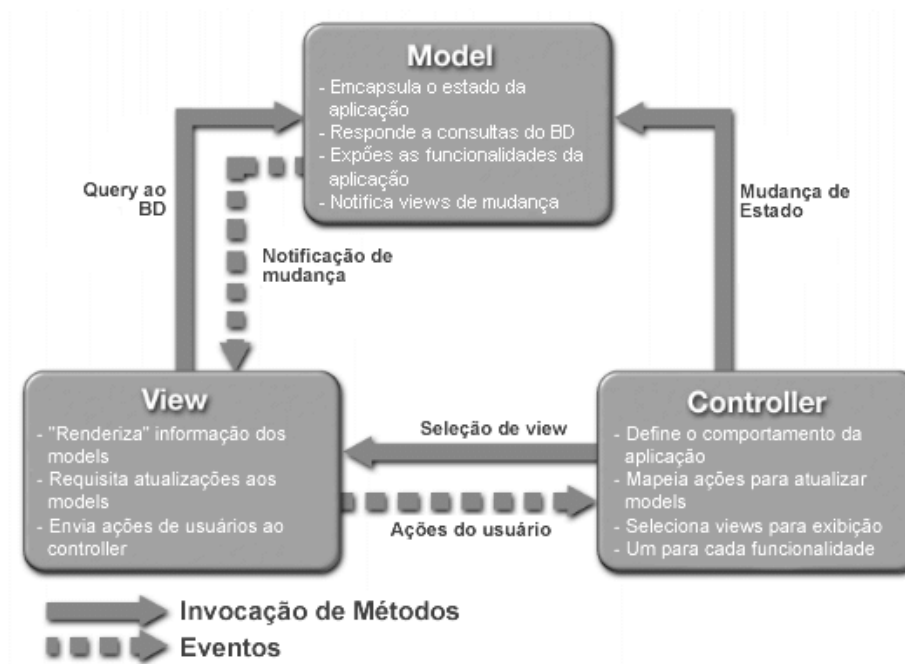 Model
- Emcapsula o estado da
aplicação
- Responde a consultas do BD
- Expões as funcionalidades da
aplicação
- Notifica views de mudança
Query ao
BD
Notificação de
mudança
Mudança de
Estado
View
- "Renderiza" informação dos
models
- Requisita atualizações aos
models
- Envia ações de usuários ao
controller
Seleção de view
Ações do usuário
Controller
- Define o comportamento da
aplicação
- Mapeia ações para atualizar
models
- Seleciona views para exibição
- Um para cada funcionalidade
Invocação de Métodos
Eventos